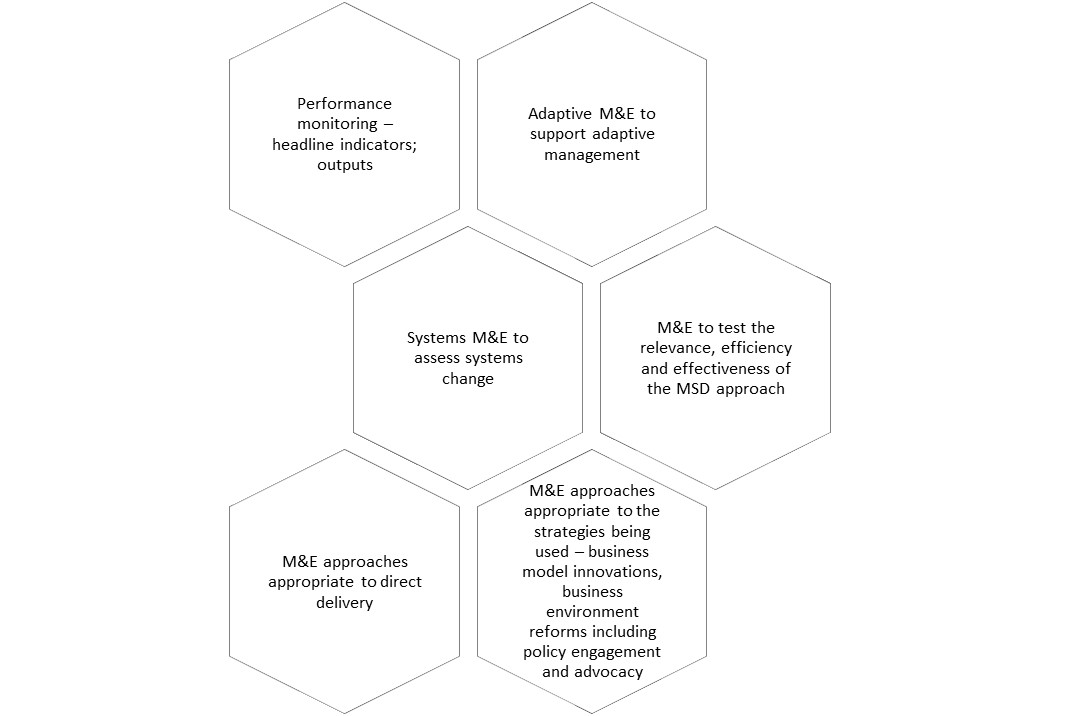 Performance
monitoring –
headline indicators;
outputs
Adaptive M&E to
support adaptive
management
Systems M&E to
assess systems
change
M&E to test the
relevance, efficiency
and effectiveness of
the MSD approach
M&E approaches
appropriate to direct
delivery
M&E approaches
appropriate to the
strategies being
used – business
model innovations,
business
environment
reforms including
policy engagement
and advocacy